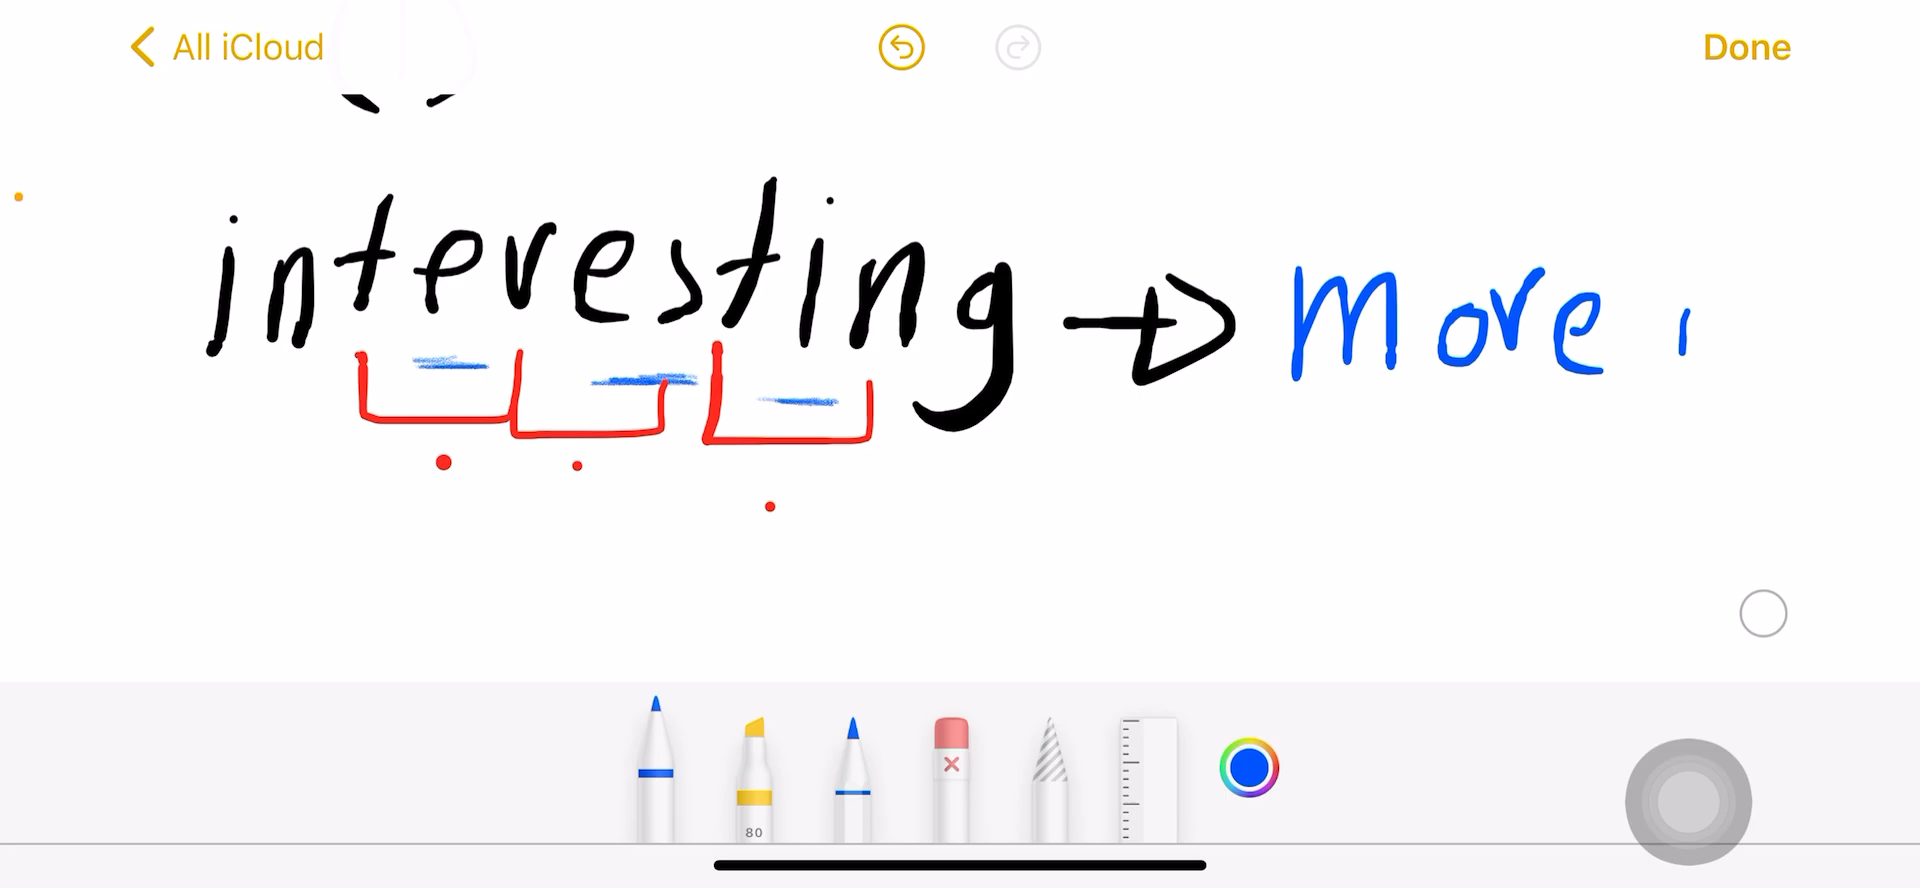 All iCloud
Done
interesting → More i
80